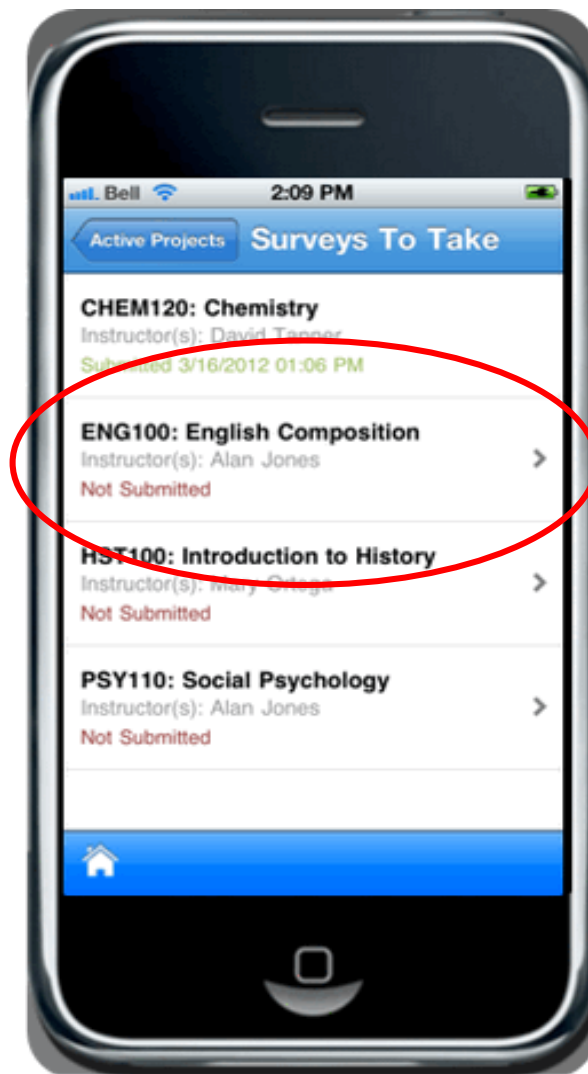 Bell 2:09 PM
Active Projects Surveys To Take
CHEM120: Chemistry
Instructor(s): David Tanner
Submitted 3/16/2012 01:06 PM
ENG100: English Composition
Instructor(s): Alan Jones
Not Submitted
HST100: Introduction to History
Instructor(s): Mary Ortega
Not Submitted
PSY110: Social Psychology
Instructor(s): Alan Jones
Not Submitted